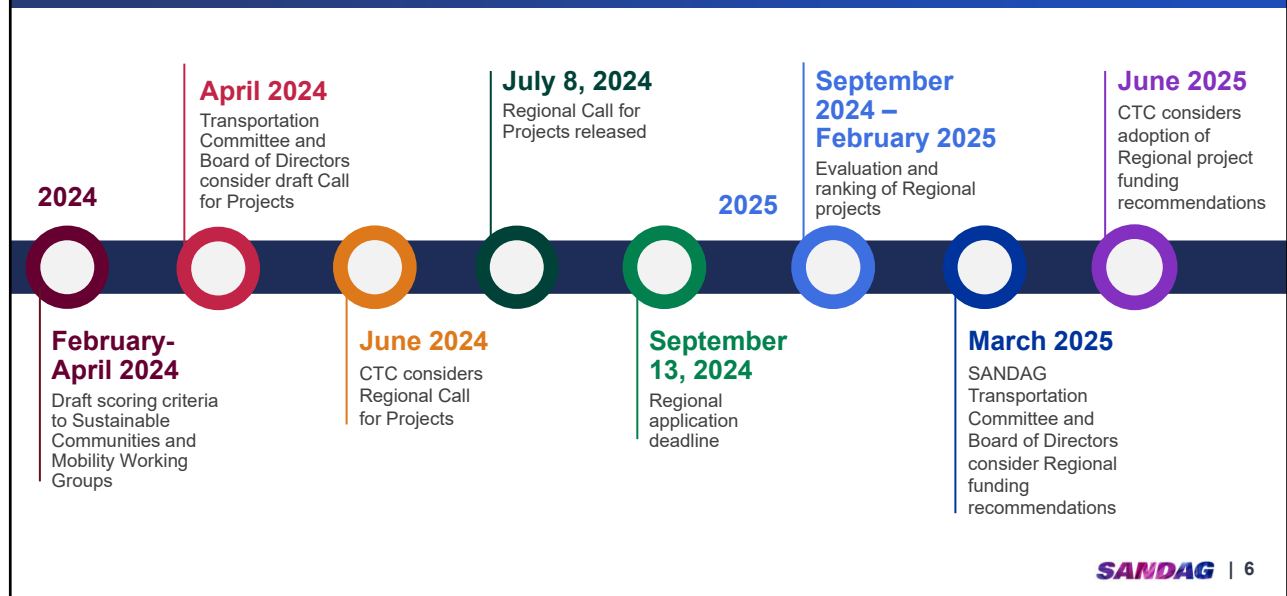 2024
February-
April 2024
Draft scoring criteria
to Sustainable
Communities and
Mobility Working
Groups
April 2024
Transportation
Committee and
Board of Directors
consider draft Call
for Projects
June 2024
CTC considers
Regional Call
for Projects
July 8, 2024
Regional Call for
Projects released
September
13, 2024
Regional
application
deadline
2025
September
2024 –
February 2025
Evaluation and
ranking of Regional
projects
March 2025
SANDAG
Transportation
Committee and
Board of Directors
consider Regional
funding
recommendations
June 2025
CTC considers
adoption of
Regional project
funding
recommendations
SANDAG | 6